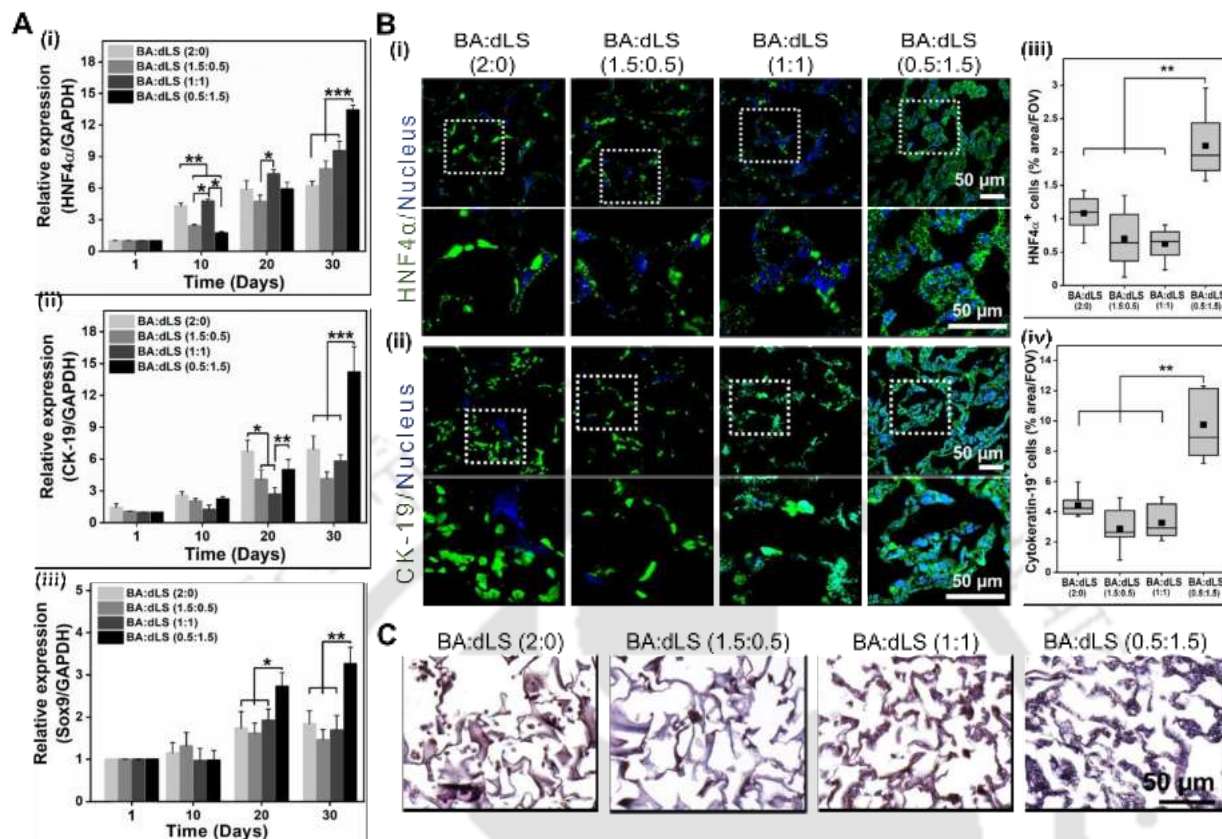 A
(i)
BA:dLS (2:0)
BA:dLS (1.5:0.5)
BA:dLS (1:1)
BA:dLS (0.5:1.5)
Relative expression
(HNF4α/GAPDH)
18
15
12
9
6
3
0
**
*
*
*
***
1
10
20
30
Time (Days)
(ii)
BA:dLS (2:0)
BA:dLS (1.5:0.5)
BA:dLS (1:1)
BA:dLS (0.5:1.5)
Relative expression
(CK-19/GAPDH)
18
15
12
9
6
3
0
*
**
***
1
10
20
30
Time (Days)
(iii)
BA:dLS (2:0)
BA:dLS (1.5:0.5)
BA:dLS (1:1)
BA:dLS (0.5:1.5)
Relative expression
(Sox9/GAPDH)
5
4
3
2
1
0
*
**
1
10
20
30
Time (Days)
B
(i)
BA:dLS
(2:0)
BA:dLS
(1.5:0.5)
BA:dLS
(1:1)
BA:dLS
(0.5:1.5)
HNF4α/Nucleus
50 µm
50 µm
(ii)
CK-19/Nucleus
50 µm
50 µm
(iii)
HNF4α+ cells (% area/FOV)
3.5
3
2.5
2
1.5
1
0.5
0
**
BA:dLS
(2:0)
BA:dLS
(1.5:0.5)
BA:dLS
(1:1)
BA:dLS
(0.5:1.5)
(iv)
Cytokeratin-19+ cells (% area/FOV)
14
12
10
8
6
4
2
0
**
BA:dLS
(2:0)
BA:dLS
(1.5:0.5)
BA:dLS
(1:1)
BA:dLS
(0.5:1.5)
C
BA:dLS (2:0)
BA:dLS (1.5:0.5)
BA:dLS (1:1)
BA:dLS (0.5:1.5)
50 µm